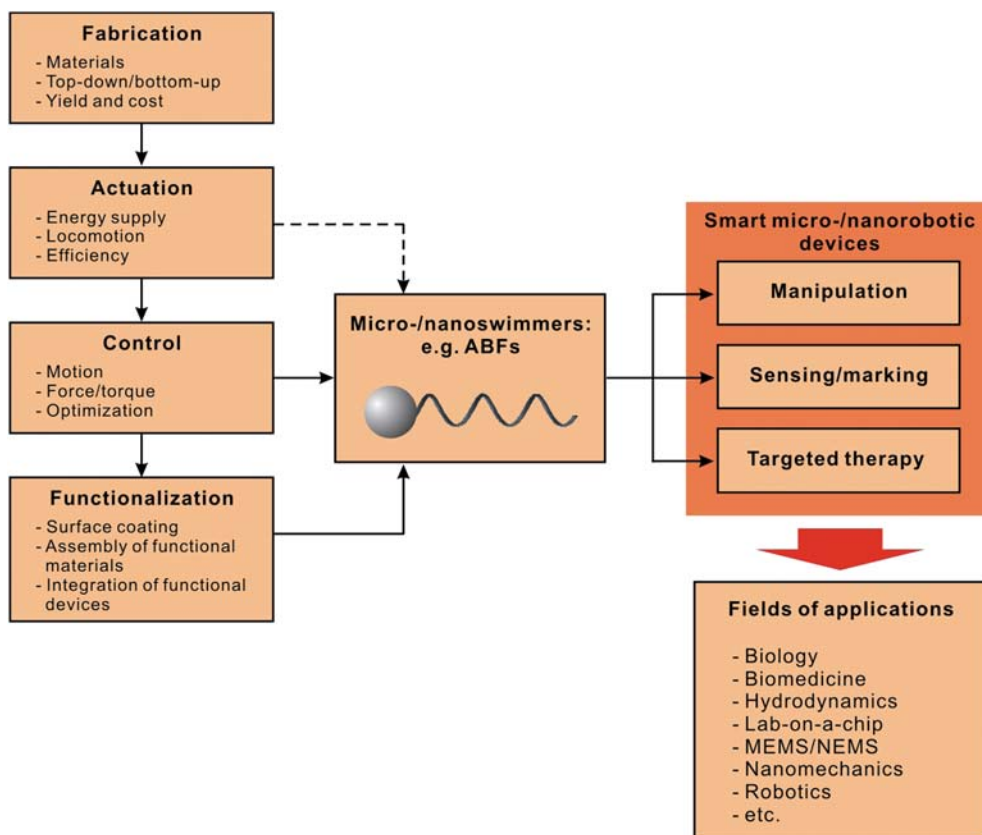 Fabrication
- Materials
- Top-down/bottom-up
- Yield and cost
Actuation
- Energy supply
- Locomotion
- Efficiency
Control
- Motion
- Force/torque
- Optimization
Functionalization
- Surface coating
- Assembly of functional
materials
- Integration of functional
devices
Micro-/nanoswimmers:
e.g. ABFs
Smart micro-/nanorobotic
devices
Manipulation
Sensing/marking
Targeted therapy
Fields of applications
- Biology
- Biomedicine
- Hydrodynamics
- Lab-on-a-chip
- MEMS/NEMS
- Nanomechanics
- Robotics
- etc.